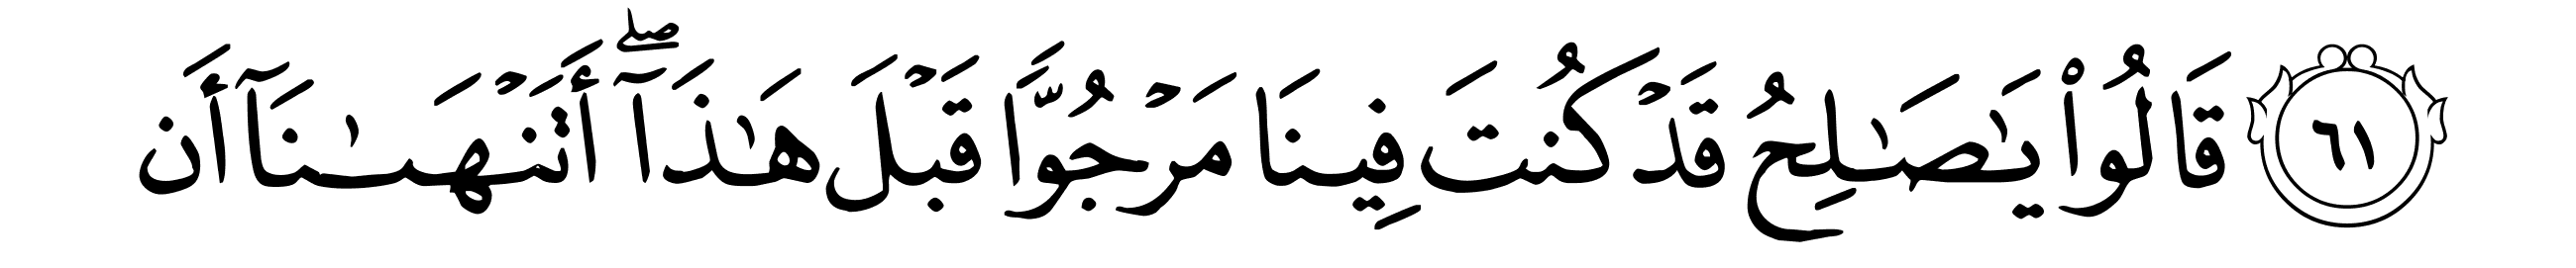 ٦١ قَالُوا۟ يَـٰصَـٰلِحُ قَدْ كُنتَ فِينَا مَرْجُوًّا قَبْلَ هَـٰذَآ ۖ أَتَنْهَىٰنَآ أَن